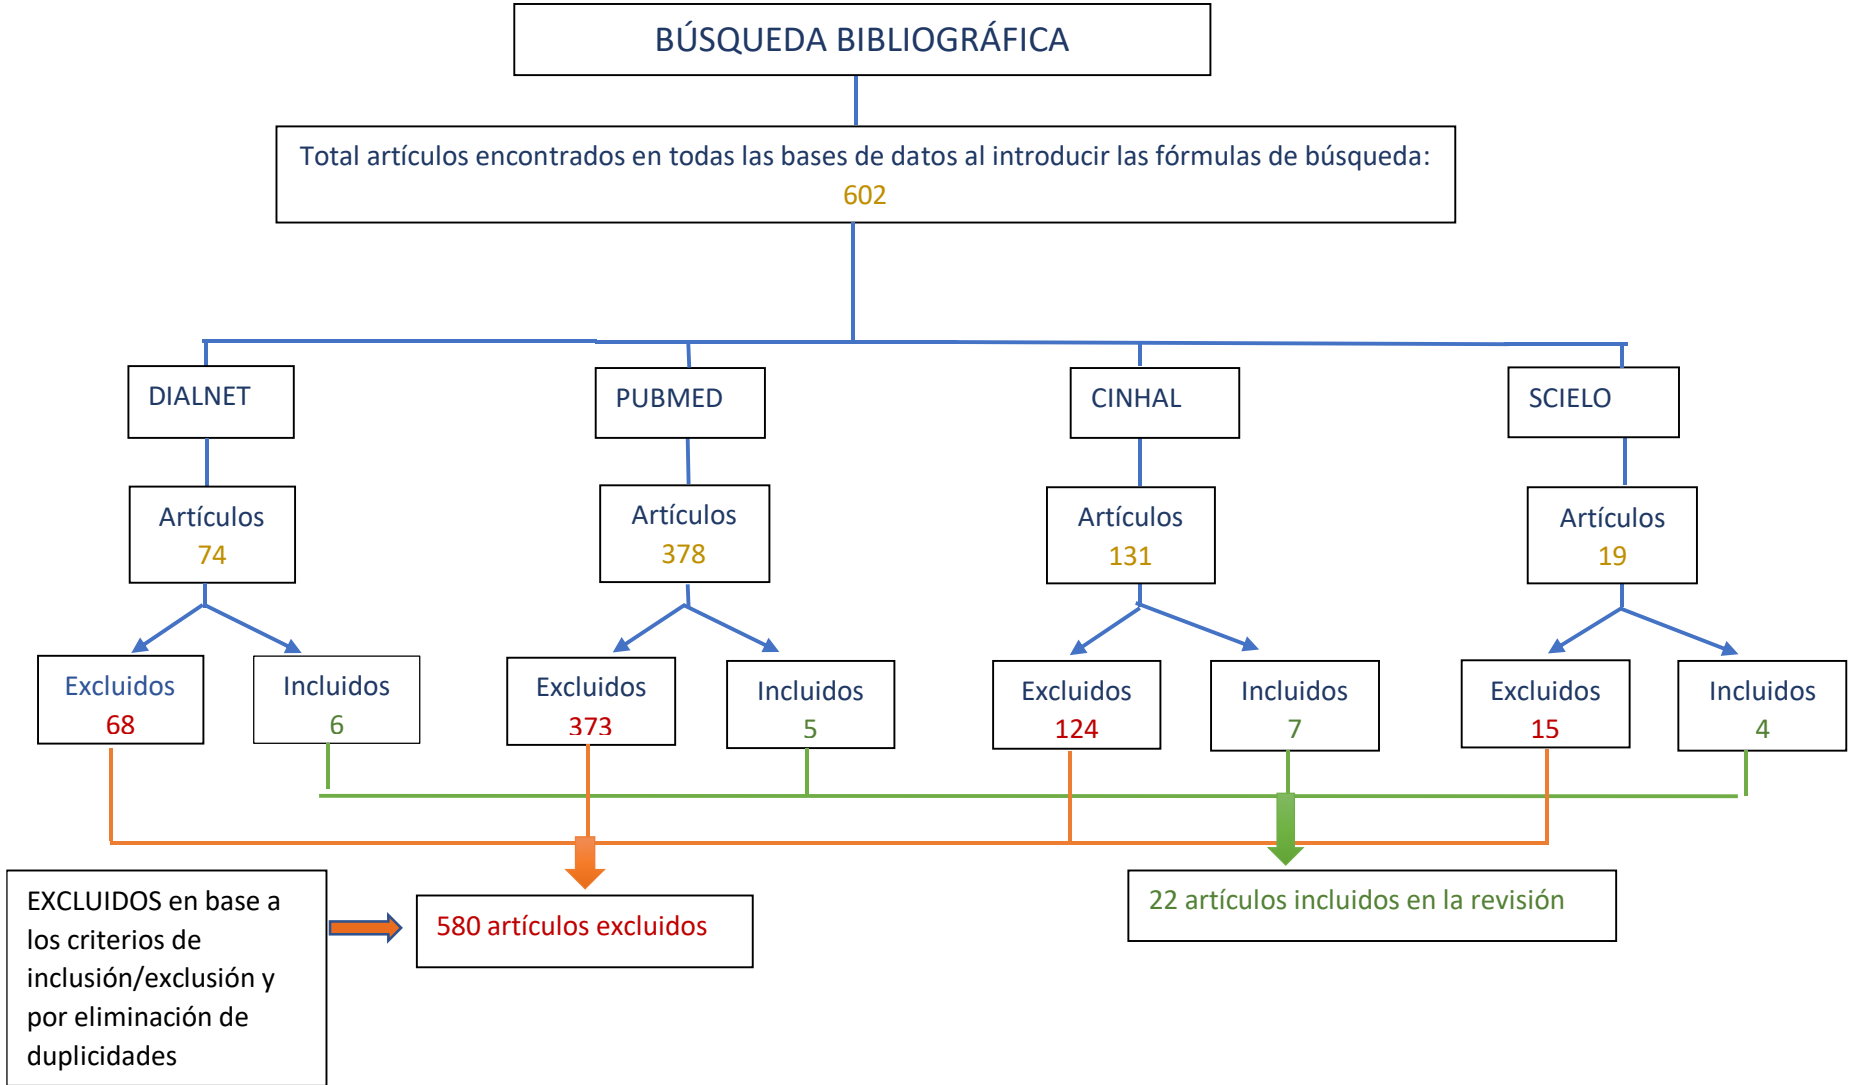 BÚSQUEDA BIBLIOGRÁFICA
Total artículos encontrados en todas las bases de datos al introducir las fórmulas de búsqueda:
602
DIALNET
PUBMED
CINHAL
SCIELO
Artículos
74
Artículos
378
Artículos
131
Artículos
19
Excluidos
68
Incluidos
6
Excluidos
373
Incluidos
5
Excluidos
124
Incluidos
7
Excluidos
15
Incluidos
4
EXCLUIDOS en base a
los criterios de
inclusión/exclusión y
por eliminación de
duplicidades
580 artículos excluidos
22 artículos incluidos en la revisión